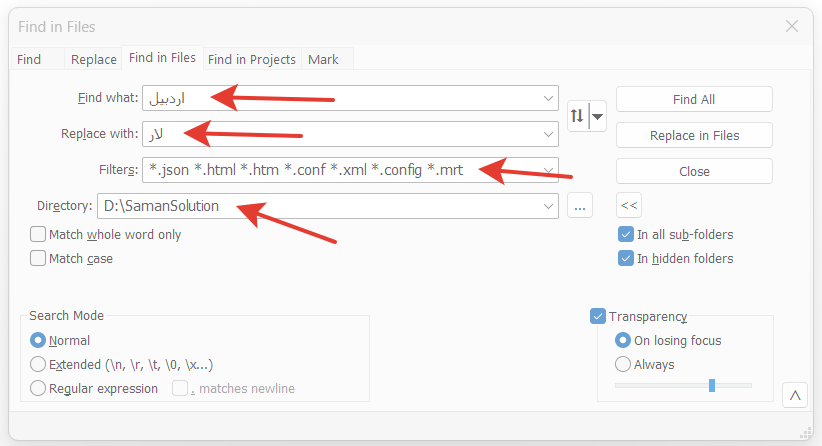 Find in Files
Find Replace Find in Files Find in Projects Mark
Find what: اردبیل Find All
Replace with: لار Replace in Files
Filters: *.json *.html *.htm *.conf *.xml *.config *.mrt Close
Directory: D:\SamanSolution ... <<
Match whole word only In all sub-folders
Match case In hidden folders
Search Mode Transparency
Normal On losing focus
Extended (\n, \r, \t, \0, \x...) Always
Regular expression . matches newline